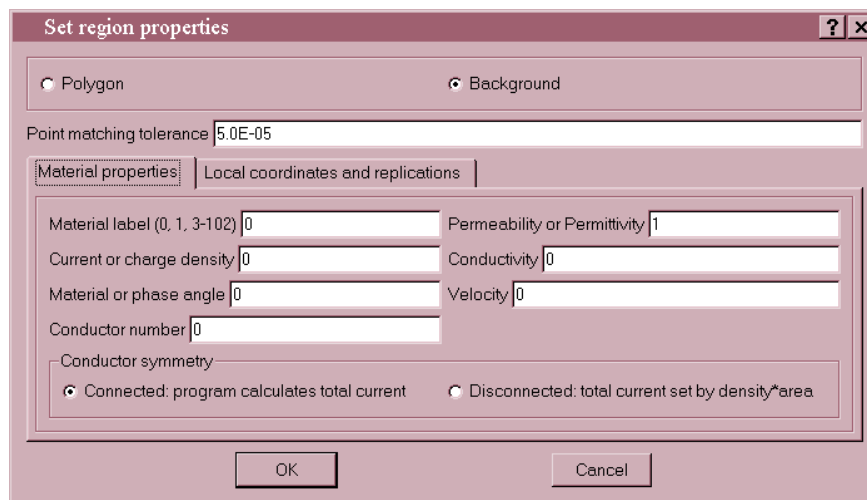 Set region properties
Polygon Background
Point matching tolerance 5.0E-05
Material properties Local coordinates and replications
Material label (0, 1, 3-102) 0 Permeability or Permittivity 1
Current or charge density 0 Conductivity 0
Material or phase angle 0 Velocity 0
Conductor number 0
Conductor symmetry
Connected: program calculates total current Disconnected: total current set by density*area
OK Cancel